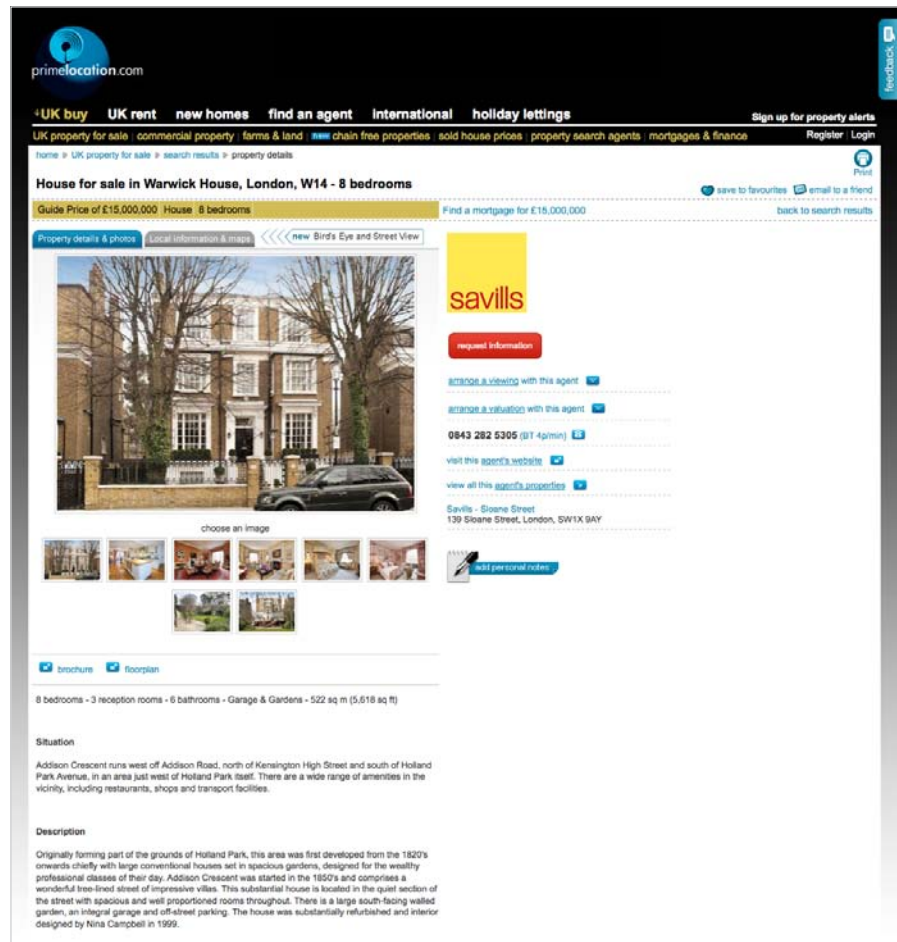 feedback
primelocation.com
UK buy UK rent new homes find an agent international holiday lettings
Sign up for property alerts
UK property for sale commercial property farms & land new chain free properties sold house prices property search agents mortgages & finance
Register Login
home UK property for sale search results property details
Print
House for sale in Warwick House, London, W14 - 8 bedrooms
save to favourites email to a friend
Guide Price of £15,000,000 House 8 bedrooms
Find a mortgage for £15,000,000
back to search results
Property details & photos Local information & maps new Bird's Eye and Street View
savills
request information
arrange a viewing with this agent
arrange a valuation with this agent
0843 282 5305 (BT 4p/min)
visit this agent's website
view all this agent's properties
Savills - Sloane Street
139 Sloane Street, London, SW1X 9AY
choose an image
add personal notes
brochure floorplan
8 bedrooms - 3 reception rooms - 6 bathrooms - Garage & Gardens - 522 sq m (5,618 sq ft)
Situation
Addison Crescent runs west off Addison Road, north of Kensington High Street and south of Holland
Park Avenue, in an area just west of Holland Park itself. There are a wide range of amenities in the
vicinity, including restaurants, shops and transport facilities.
Description
Originally forming part of the grounds of Holland Park, this area was first developed from the 1820's
onwards chiefly with large conventional houses set in spacious gardens, designed for the wealthy
professional classes of their day. Addison Crescent was started in the 1850's and comprises a
wonderful tree-lined street of impressive villas. This substantial house is located in the quiet section of
the street with spacious and well proportioned rooms throughout. There is a large south-facing walled
garden, an integral garage and off-street parking. The house was substantially refurbished and interior
designed by Nina Campbell in 1999.